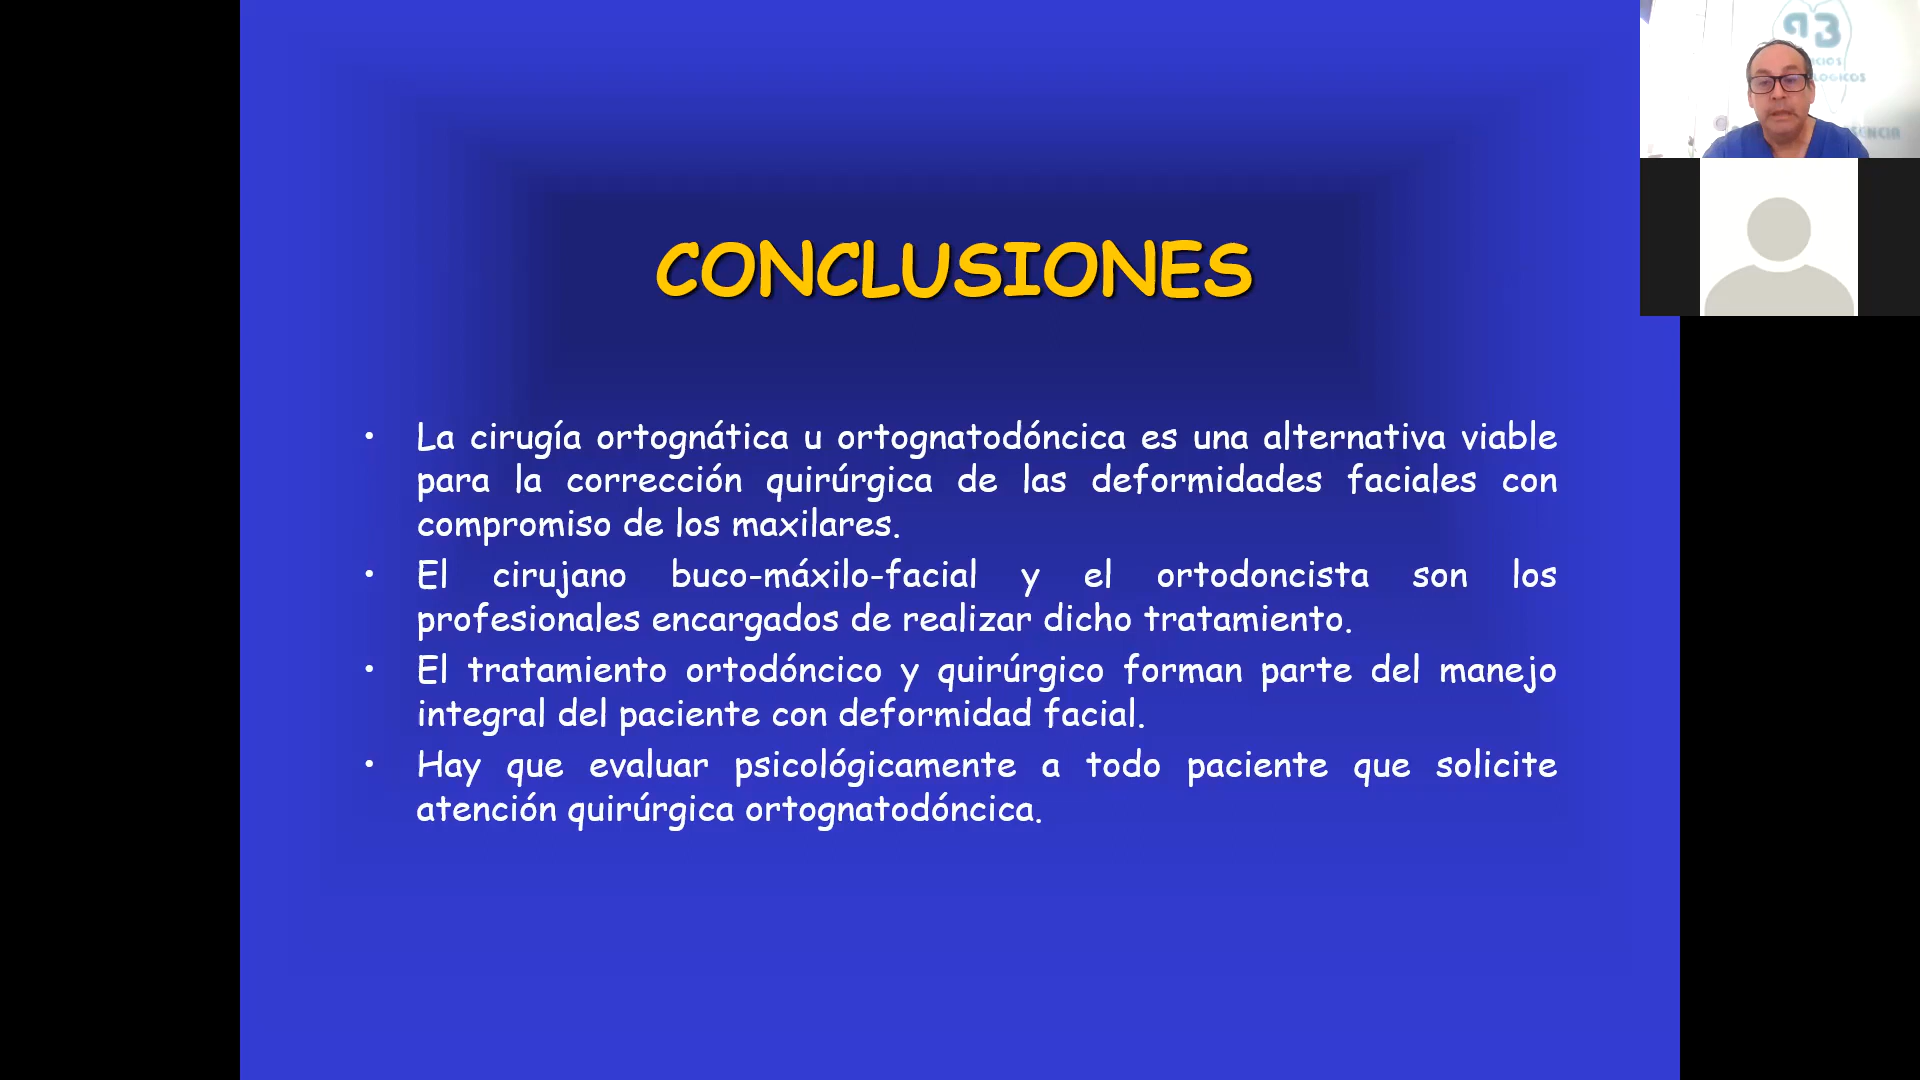 CONCLUSIONES
• La cirugía ortognática u ortognatodóncica es una alternativa viable
para la corrección quirúrgica de las deformidades faciales con
compromiso de los maxilares.
• El cirujano buco-máxilo-facial y el ortodoncista son los
profesionales encargados de realizar dicho tratamiento.
• El tratamiento ortodóncico y quirúrgico forman parte del manejo
integral del paciente con deformidad facial.
• Hay que evaluar psicológicamente a todo paciente que solicite
atención quirúrgica ortognatodóncica.